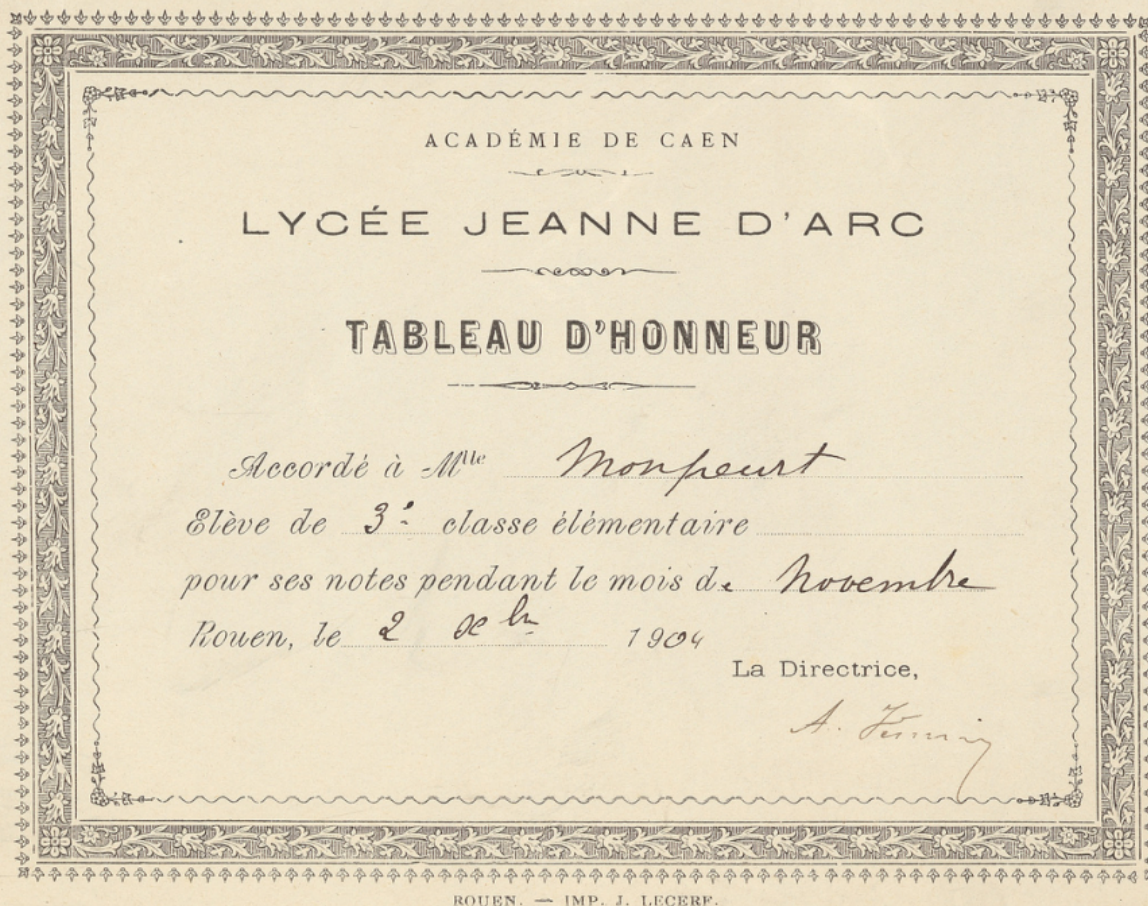 ACADÉMIE DE CAEN
LYCÉE JEANNE D'ARC
TABLEAU D'HONNEUR
Accordé à Mlle Monpeurt
Elève de 3e classe élémentaire
pour ses notes pendant le mois de Novembre
Rouen, le 2 Xbre 1904
La Directrice,
A.
ROUEN. — IMP. J. LECERF.